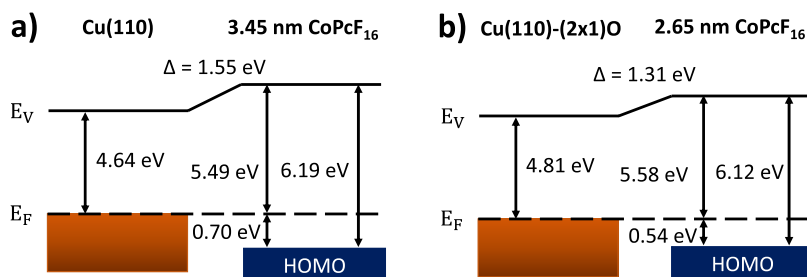 a) Cu(110) 3.45 nm CoPcF16
Δ = 1.55 eV
EV
4.64 eV
5.49 eV
6.19 eV
EF
0.70 eV
HOMO
b) Cu(110)-(2x1)O 2.65 nm CoPcF16
Δ = 1.31 eV
EV
4.81 eV
5.58 eV
6.12 eV
EF
0.54 eV
HOMO